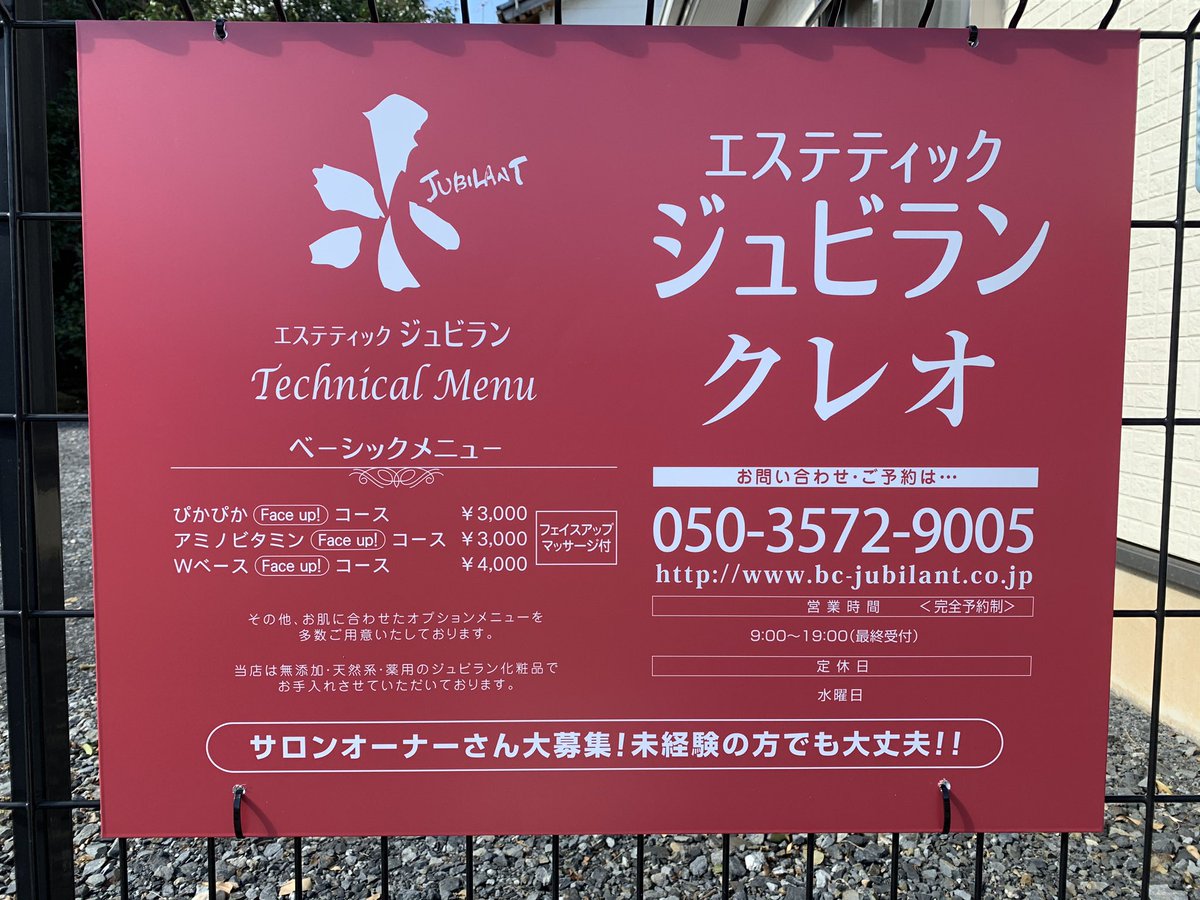 JUBILANT
エステティック ジュビラン
Technical Menu
ベーシックメニュー
ぴかぴか Face up! コース ￥3,000
アミノビタミン Face up! コース ￥3,000
Wベース Face up! コース ￥4,000
フェイスアップ
マッサージ付
その他、お肌に合わせたオプションメニューを
多数ご用意いたしております。
当店は無添加・天然系・薬用のジュビラン化粧品で
お手入れさせていただいております。
エステティック
ジュビラン
クレオ
お問い合わせ・ご予約は…
050-3572-9005
http://www.bc-jubilant.co.jp
営業時間 ＜完全予約制＞
9:00〜19:00（最終受付）
定休日
水曜日
サロンオーナーさん大募集！未経験の方でも大丈夫！！